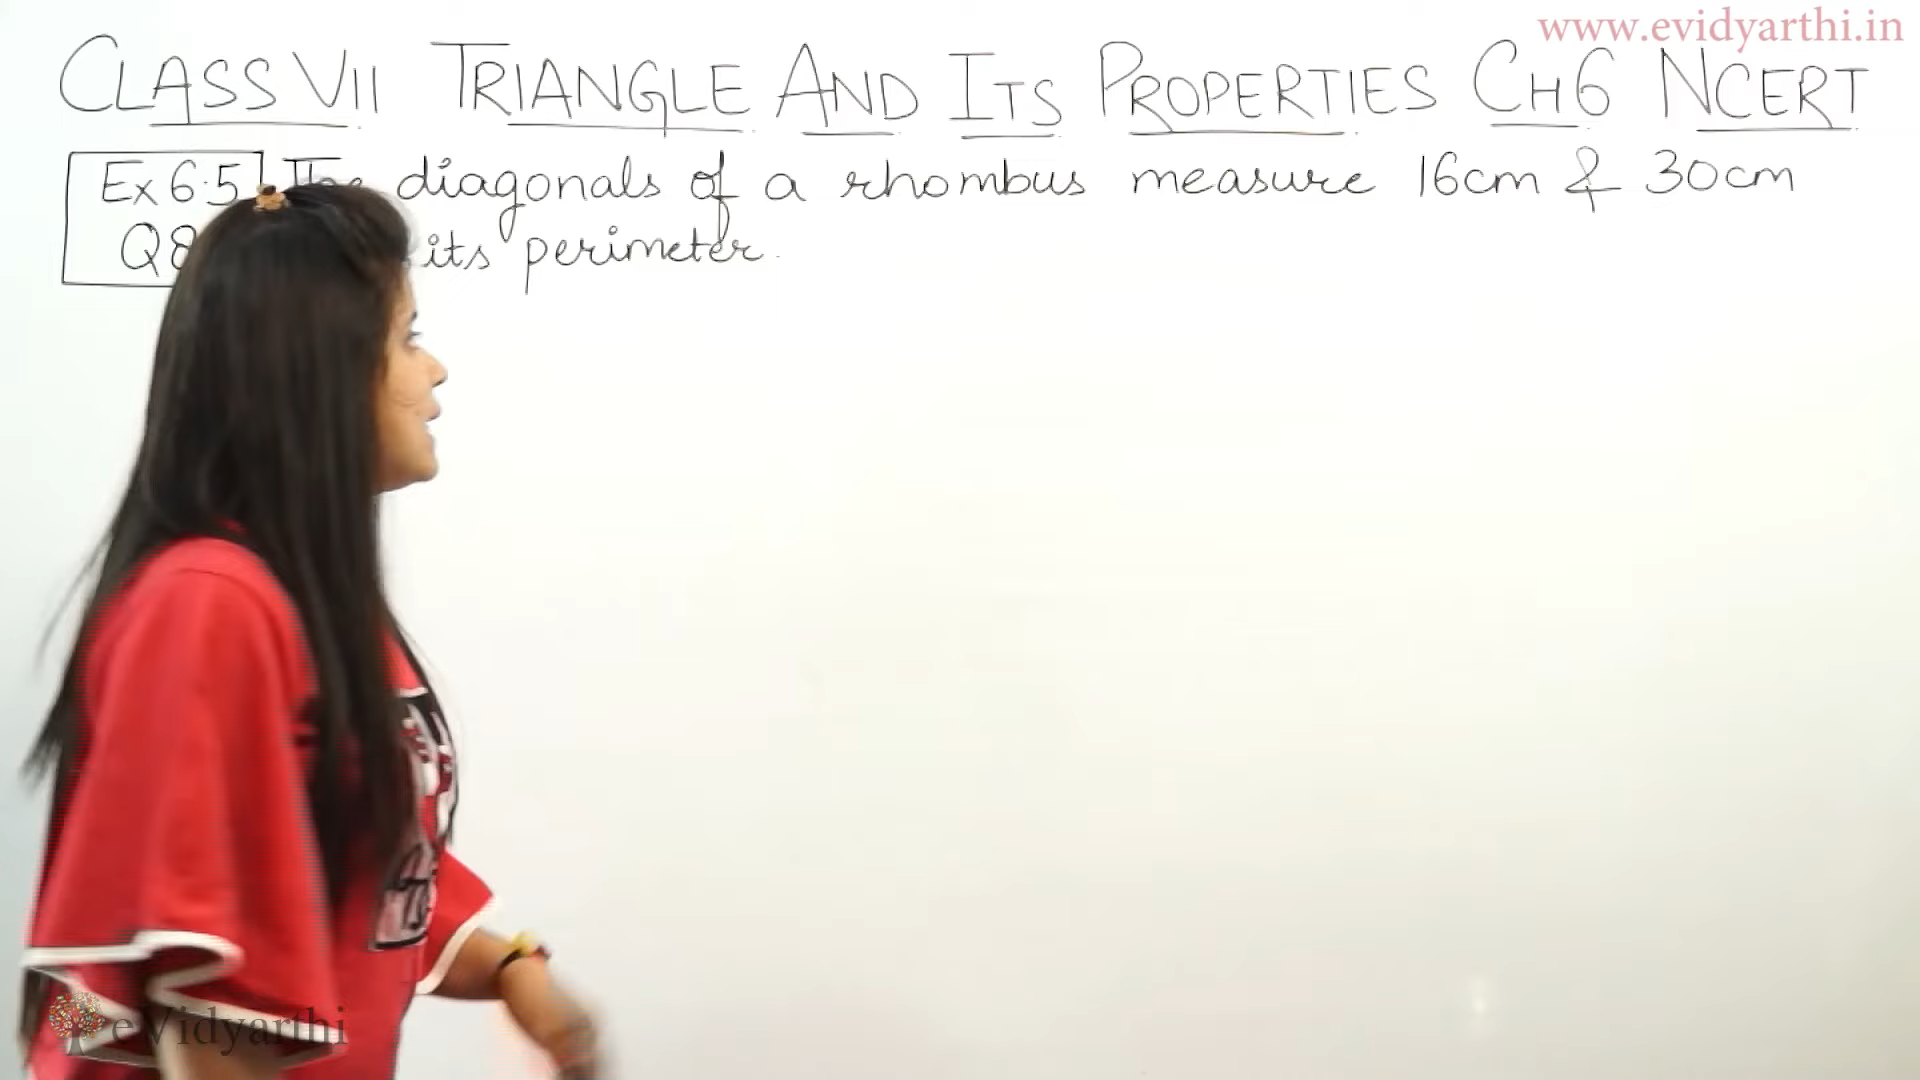 www.evidyarthi.in
CLASS VII TRIANGLE AND ITS PROPERTIES CH6 NCERT
Ex 6.5 The diagonals of a rhombus measure 16cm & 30cm
Q8 its perimeter.
eVidyarthi